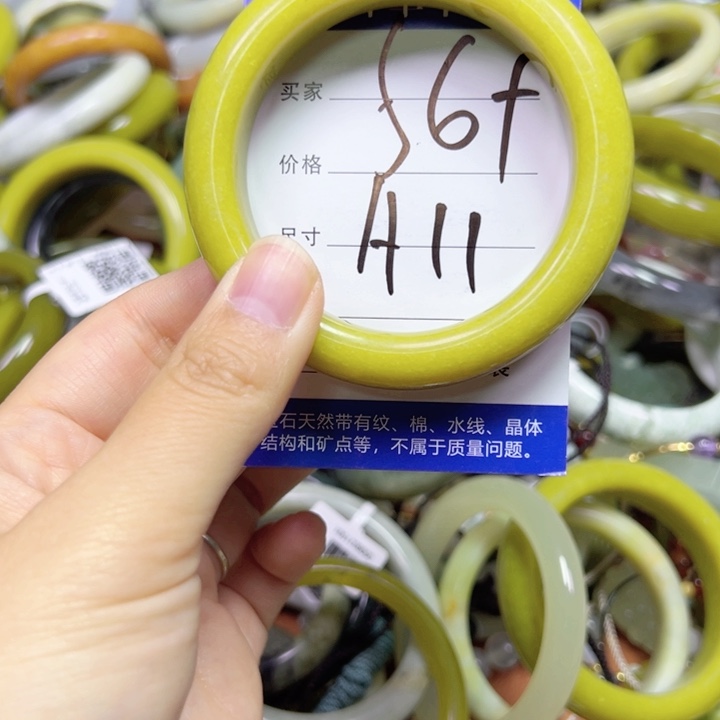 买家
价格
尺寸
56f
A11
石天然带有纹、棉、水线、晶体
结构和矿点等，不属于质量问题。